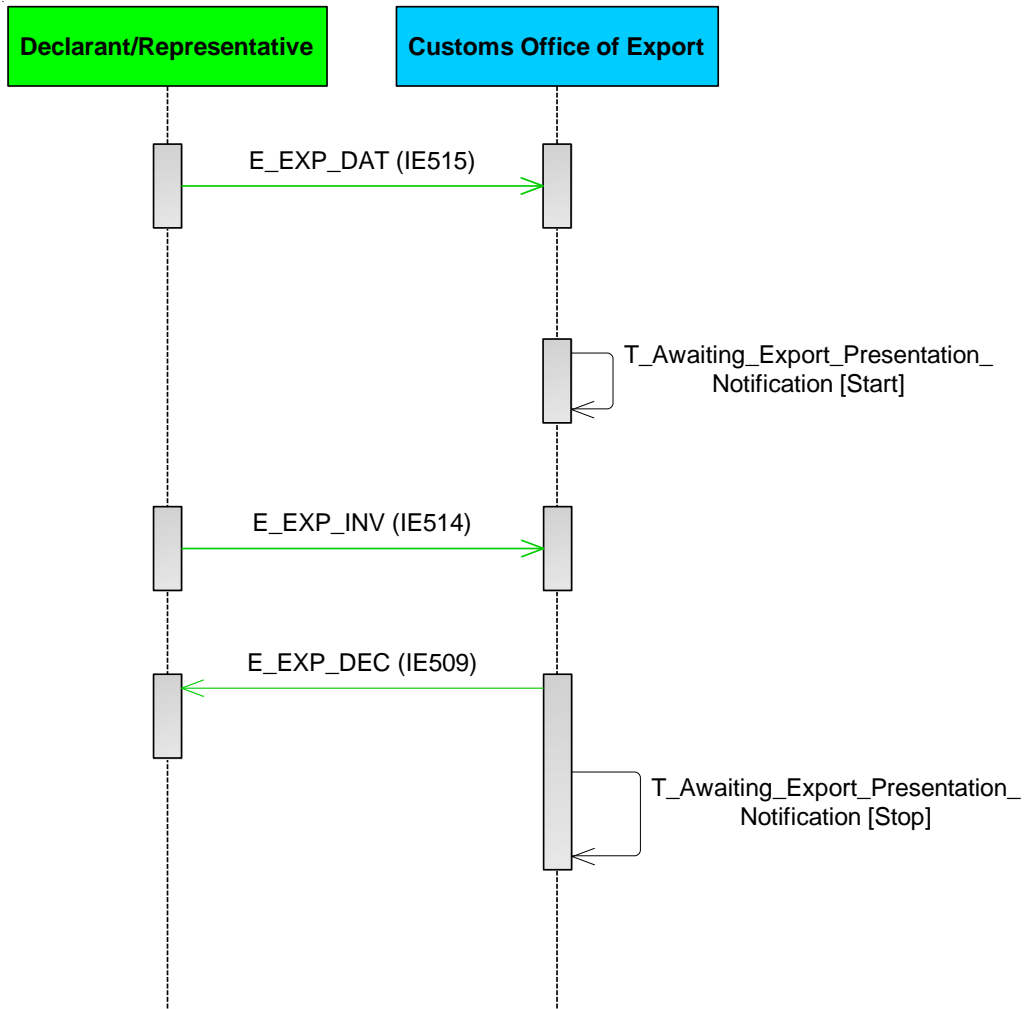 Declarant/Representative
Customs Office of Export
E_EXP_DAT (IE515)
T_Awaiting_Export_Presentation_
Notification [Start]
E_EXP_INV (IE514)
E_EXP_DEC (IE509)
T_Awaiting_Export_Presentation_
Notification [Stop]